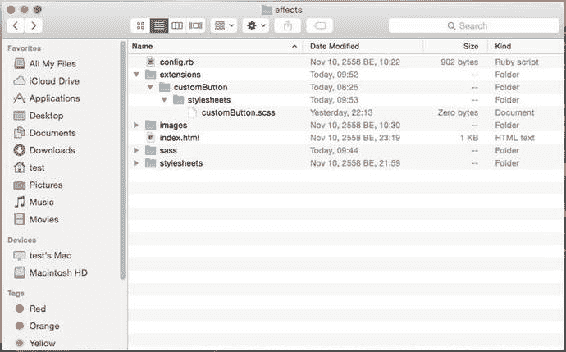 effects
Search
Favorites
All My Files
iCloud Drive
Applications
Desktop
Documents
Downloads
test
Pictures
Music
Movies
Devices
test's Mac
Macintosh HD
Tags
Red
Orange
Yellow
Name Date Modified Size Kind
config.rb Nov 10, 2558 BE, 10:22 902 bytes Ruby script
extensions Today, 09:52 -- Folder
customButton Today, 08:25 -- Folder
stylesheets Today, 09:53 -- Folder
customButton.scss Yesterday, 22:13 Zero bytes Document
images Nov 10, 2558 BE, 10:30 -- Folder
index.html Nov 10, 2558 BE, 23:19 1 KB HTML text
sass Today, 09:44 -- Folder
stylesheets Nov 10, 2558 BE, 21:59 -- Folder